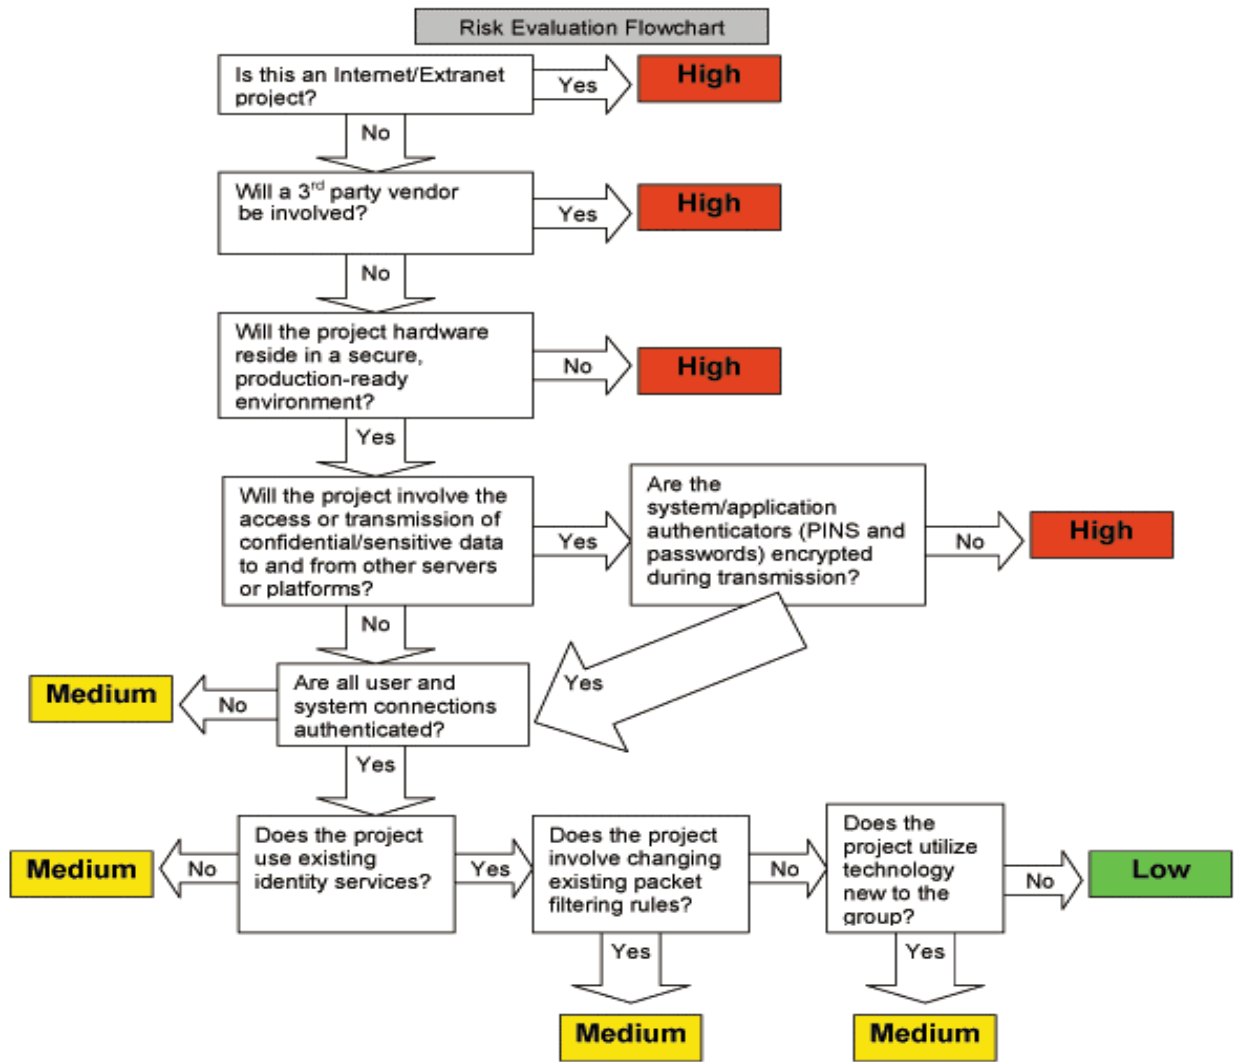 Risk Evaluation Flowchart
Is this an Internet/Extranet
project?
Yes
High
No
Will a 3rd party vendor
be involved?
Yes
High
No
Will the project hardware
reside in a secure,
production-ready
environment?
No
High
Yes
Will the project involve the
access or transmission of
confidential/sensitive data
to and from other servers
or platforms?
Yes
Are the
system/application
authenticators (PINS and
passwords) encrypted
during transmission?
No
High
No
Yes
Are all user and
system connections
authenticated?
No
Medium
Yes
Does the project
use existing
identity services?
No
Medium
Yes
Does the project
involve changing
existing packet
filtering rules?
No
Does the
project utilize
technology
new to the
group?
No
Low
Yes
Medium
Yes
Medium